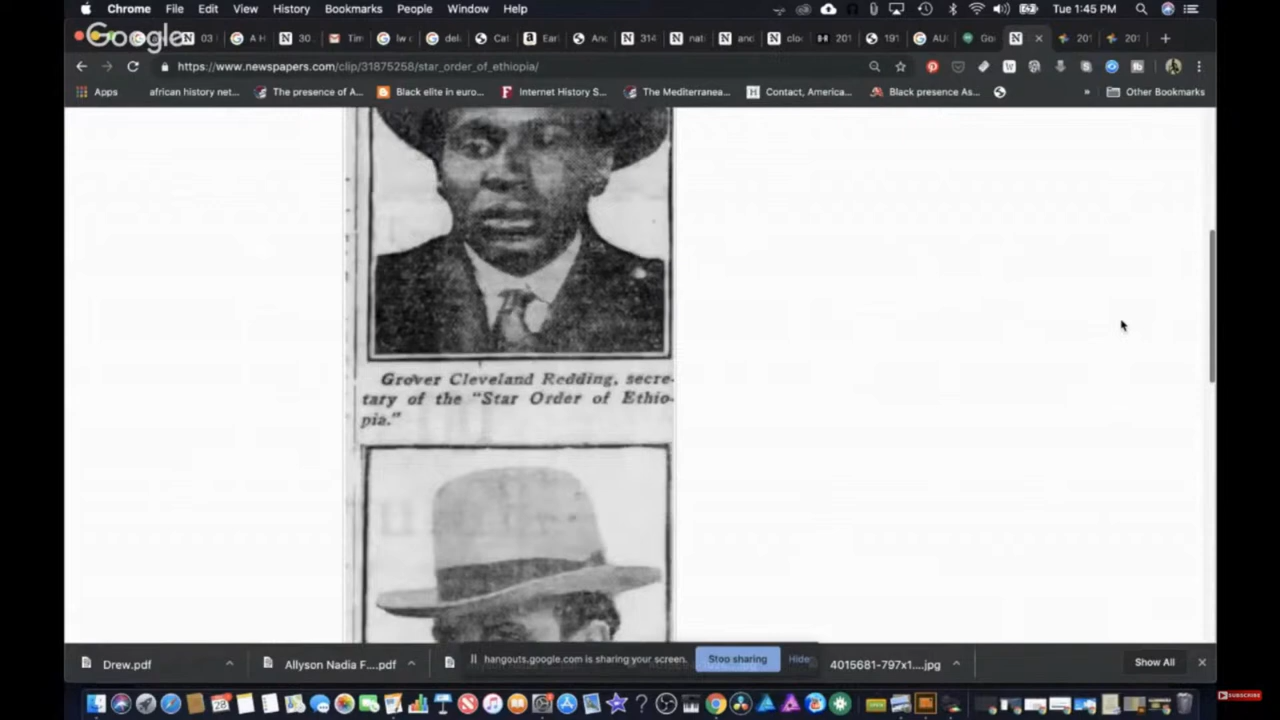 Chrome File Edit View History Bookmarks People Window Help
Tue 1:45 PM
Google
https://www.newspapers.com/clip/31875258/star_order_of_ethiopia/
Apps african history net... The presence of A... Black elite in euro... Internet History S... The Mediterranea... Contact, America... Black presence As... » Other Bookmarks
Grover Cleveland Redding, secre-
tary of the "Star Order of Ethio-
pia."
Drew.pdf Allyson Nadia F....pdf hangouts.google.com is sharing your screen. Stop sharing Hide 4015681-797x1....jpg Show All
SUBSCRIBE